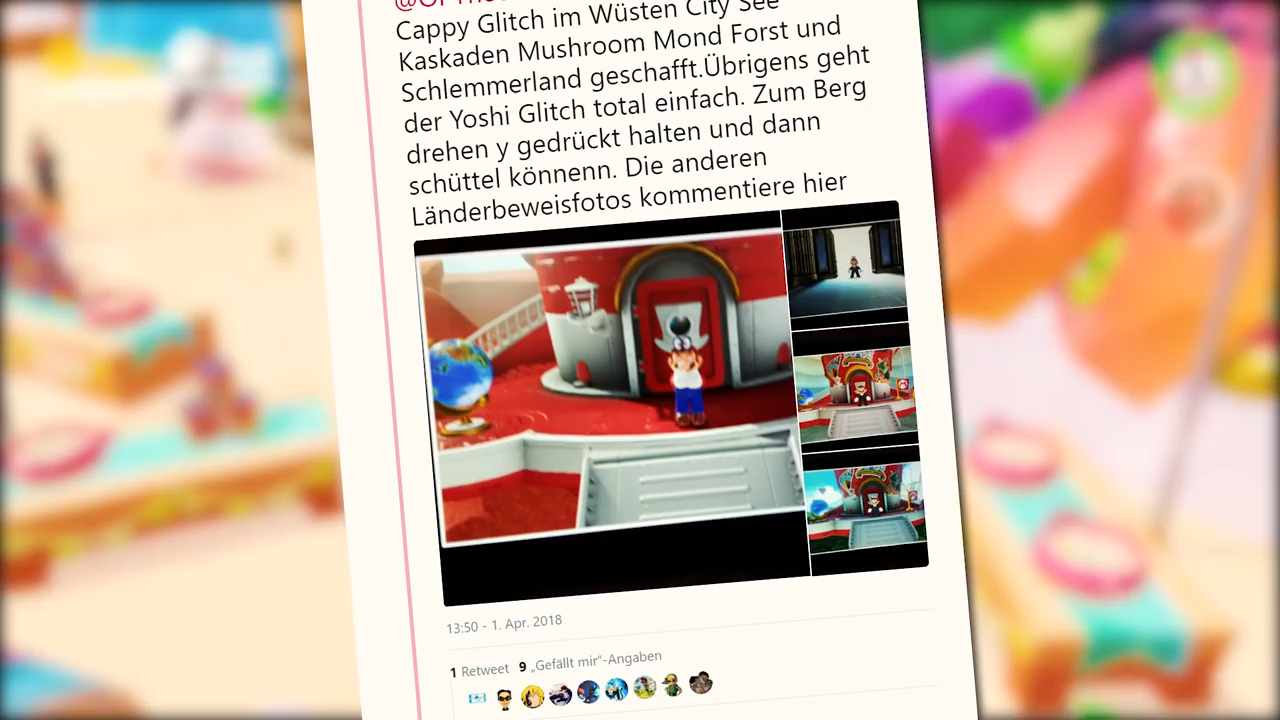 Cappy Glitch im Wüsten City See
Kaskaden Mushroom Mond Forst und
Schlemmerland geschafft.Übrigens geht
der Yoshi Glitch total einfach. Zum Berg
drehen y gedrückt halten und dann
schüttel könnenn. Die anderen
Länderbeweisfotos kommentiere hier
13:50 - 1. Apr. 2018
1 Retweet 9 „Gefällt mir“-Angaben